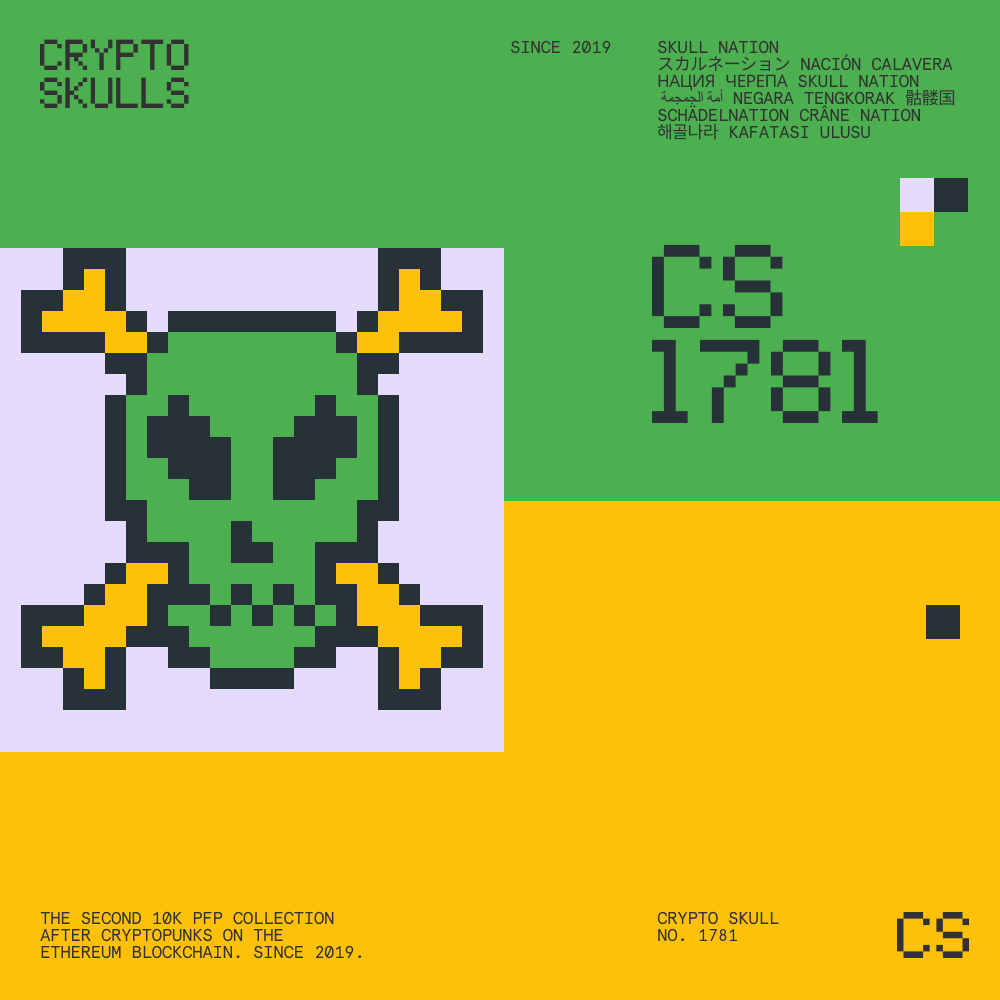 CRYPTO
SKULLS
SINCE 2019
SKULL NATION
スカルネーション NACIÓN CALAVERA
НАЦИЯ ЧЕРЕПА SKULL NATION
أمة الجمجمة NEGARA TENGKORAK 骷髅国
SCHÄDELNATION CRÂNE NATION
해골나라 KAFATASI ULUSU
CS
1781
THE SECOND 10K PFP COLLECTION
AFTER CRYPTOPUNKS ON THE
ETHEREUM BLOCKCHAIN. SINCE 2019.
CRYPTO SKULL
NO. 1781
CS